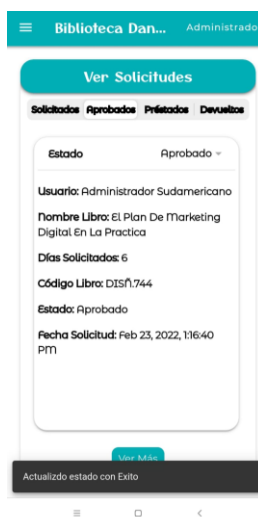 Biblioteca Dan... Administrado
Ver Solicitudes
Solicitados Aprobados Préstados Devueltos
Estado Aprobado
Usuario: Administrador Sudamericano
Nombre Libro: El Plan De Marketing
Digital En La Practica
Días Solicitados: 6
Código Libro: DISÑ.744
Estado: Aprobado
Fecha Solicitud: Feb 23, 2022, 1:16:40
PM
Ver Más
Actualizdo estado con Exito